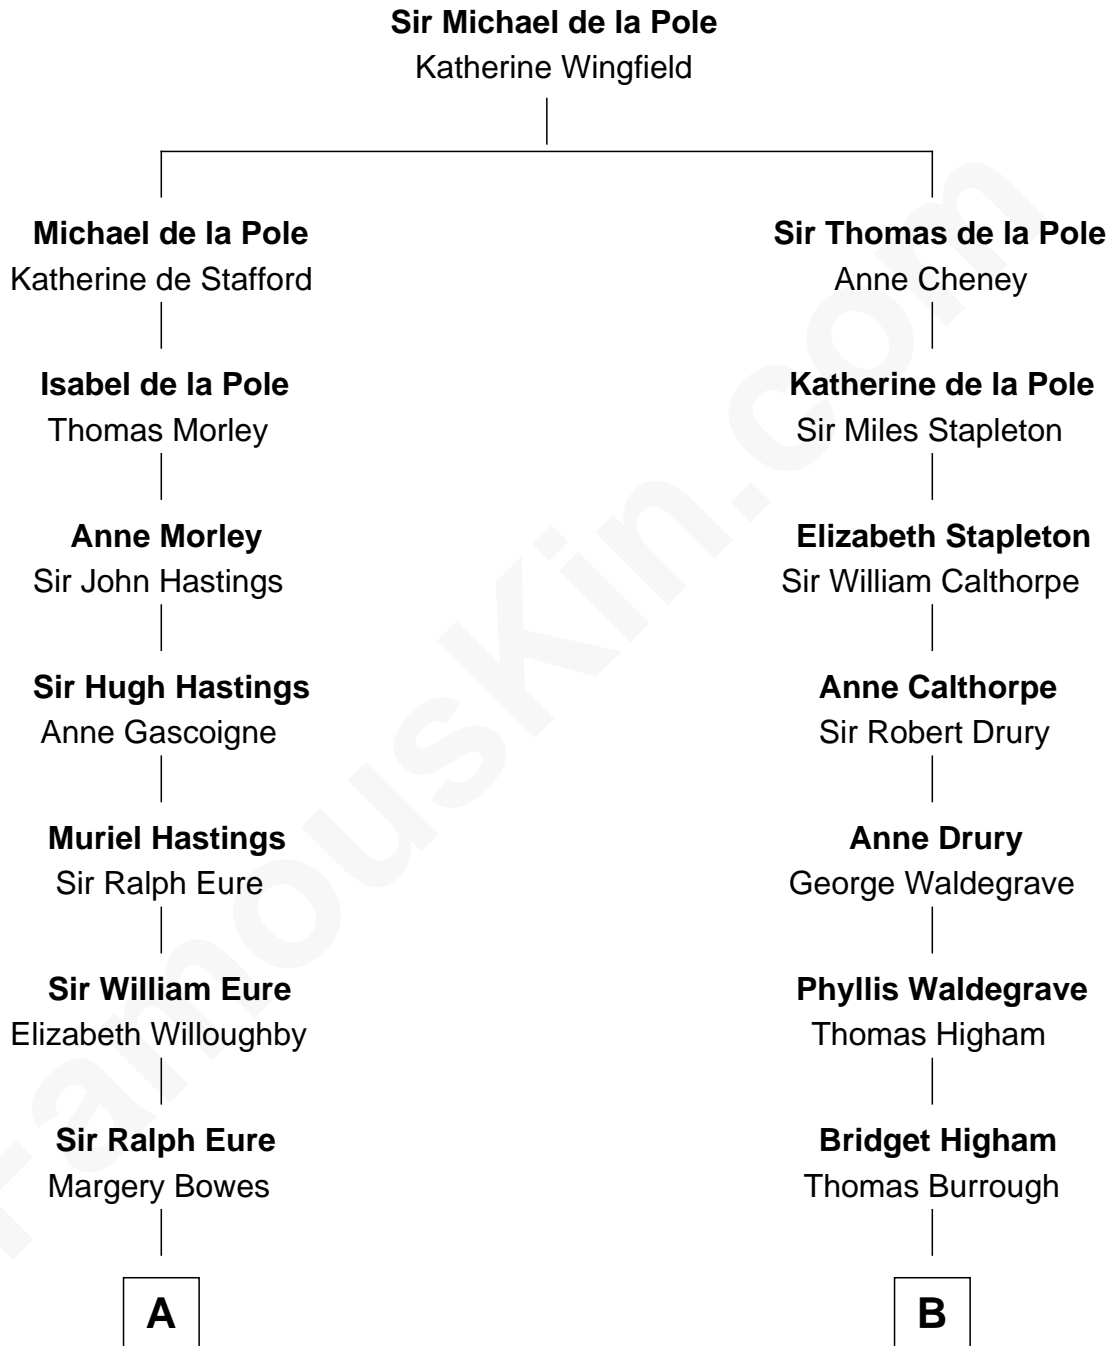 Sir Michael de la Pole
Katherine Wingfield
Michael de la Pole
Katherine de Stafford
Isabel de la Pole
Thomas Morley
Anne Morley
Sir John Hastings
Sir Hugh Hastings
Anne Gascoigne
Muriel Hastings
Sir Ralph Eure
Sir William Eure
Elizabeth Willoughby
Sir Ralph Eure
Margery Bowes
A
Sir Thomas de la Pole
Anne Cheney
Katherine de la Pole
Sir Miles Stapleton
Elizabeth Stapleton
Sir William Calthorpe
Anne Calthorpe
Sir Robert Drury
Anne Drury
George Waldegrave
Phyllis Waldegrave
Thomas Higham
Bridget Higham
Thomas Burrough
B
FamousKin.com